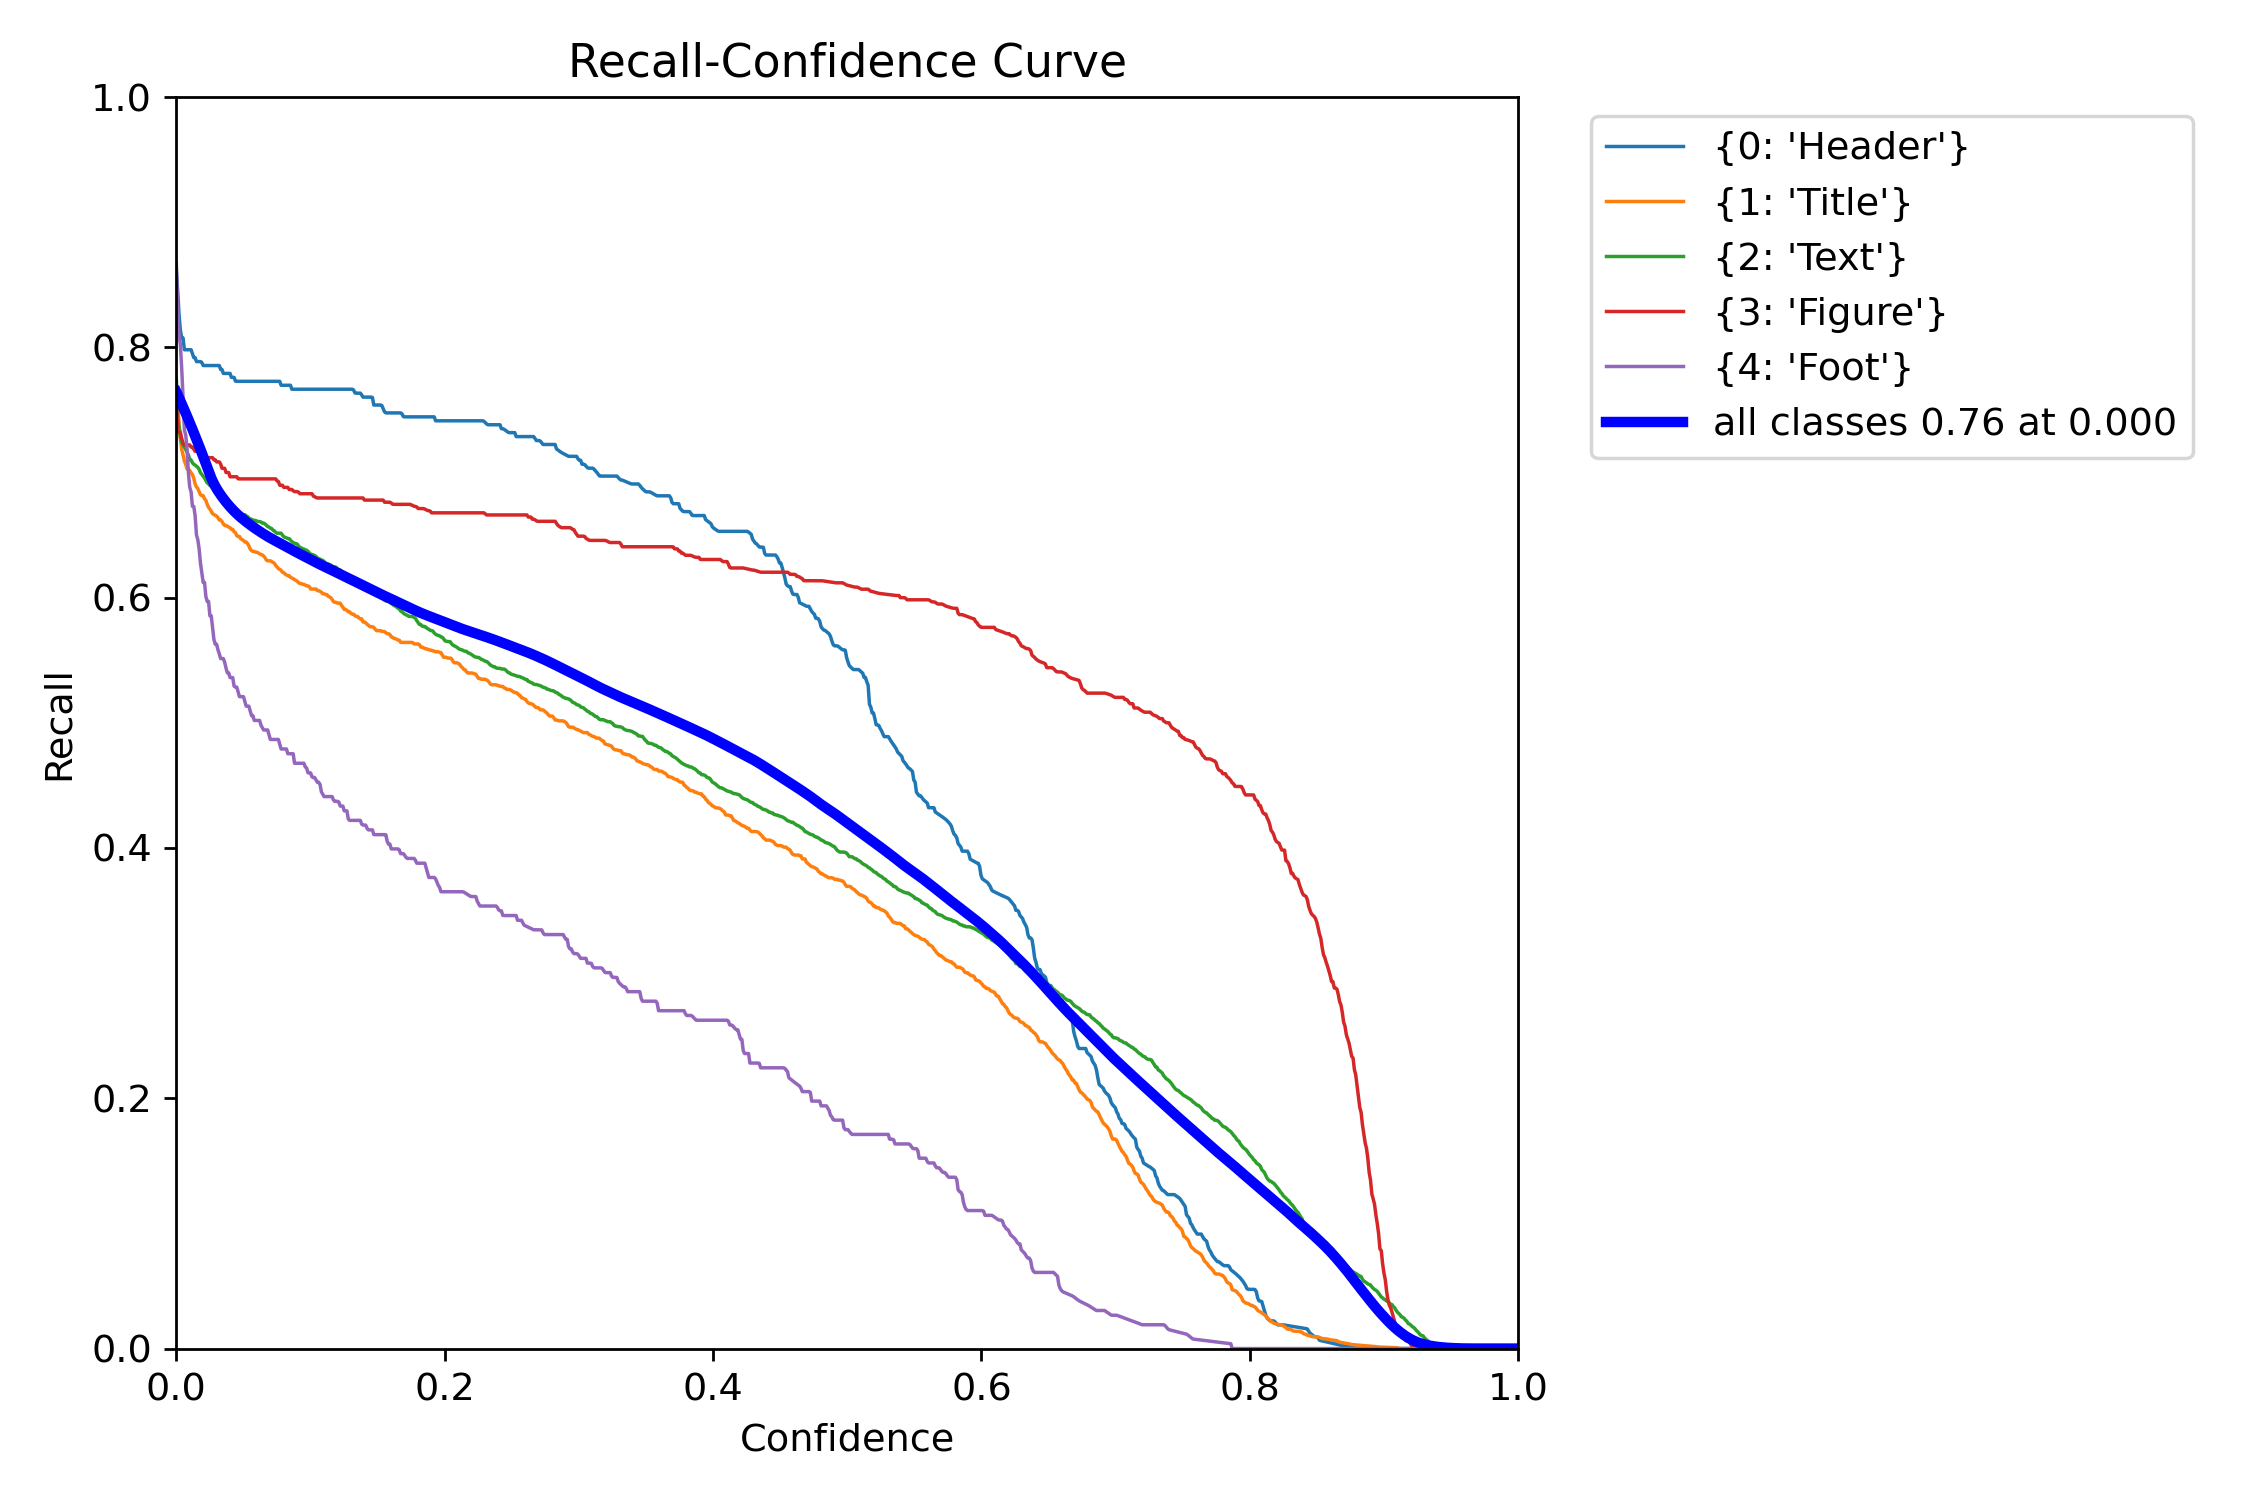 Recall-Confidence Curve
1.0
0.8
0.6
0.4
0.2
0.0
Recall
0.0 0.2 0.4 0.6 0.8 1.0
Confidence
{0: 'Header'}
{1: 'Title'}
{2: 'Text'}
{3: 'Figure'}
{4: 'Foot'}
all classes 0.76 at 0.000